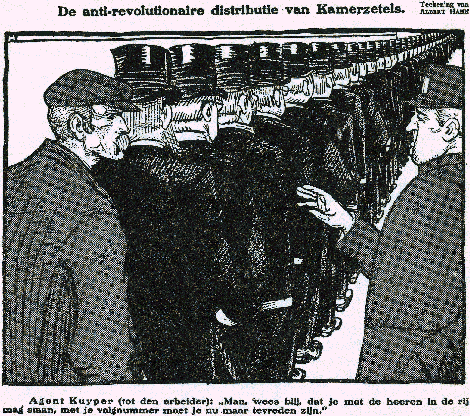 De anti-revolutionaire distributie van Kamerzetels.
Teekening van
ALBERT HAHN
Agent Kuyper (tot den arbeider): „Man, wees blij, dat je met de heeren in de rij
mag staan, met je volgnummer moet je nu maar tevreden zijn.”